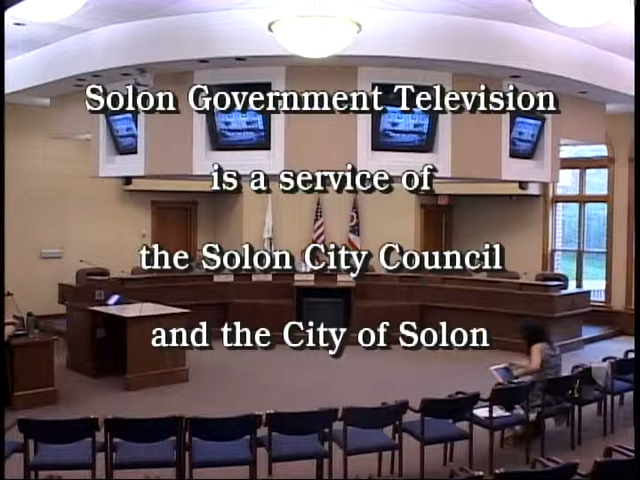 Solon Government Television
is a service of
the Solon City Council
and the City of Solon